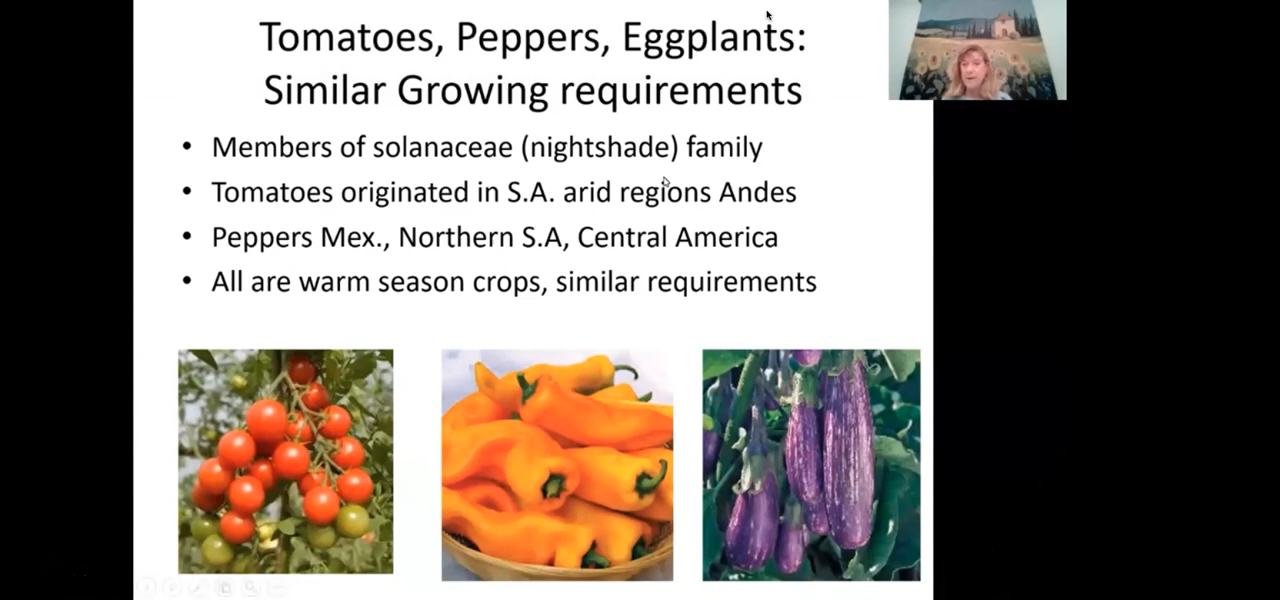 Tomatoes, Peppers, Eggplants:
Similar Growing requirements
• Members of solanaceae (nightshade) family
• Tomatoes originated in S.A. arid regions Andes
• Peppers Mex., Northern S.A, Central America
• All are warm season crops, similar requirements